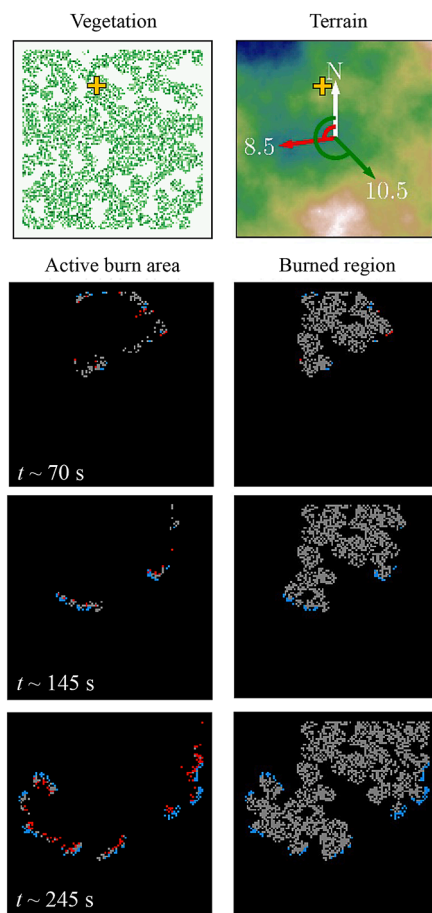 Vegetation
Terrain
N
8.5
10.5
Active burn area
Burned region
t ~ 70 s
t ~ 145 s
t ~ 245 s